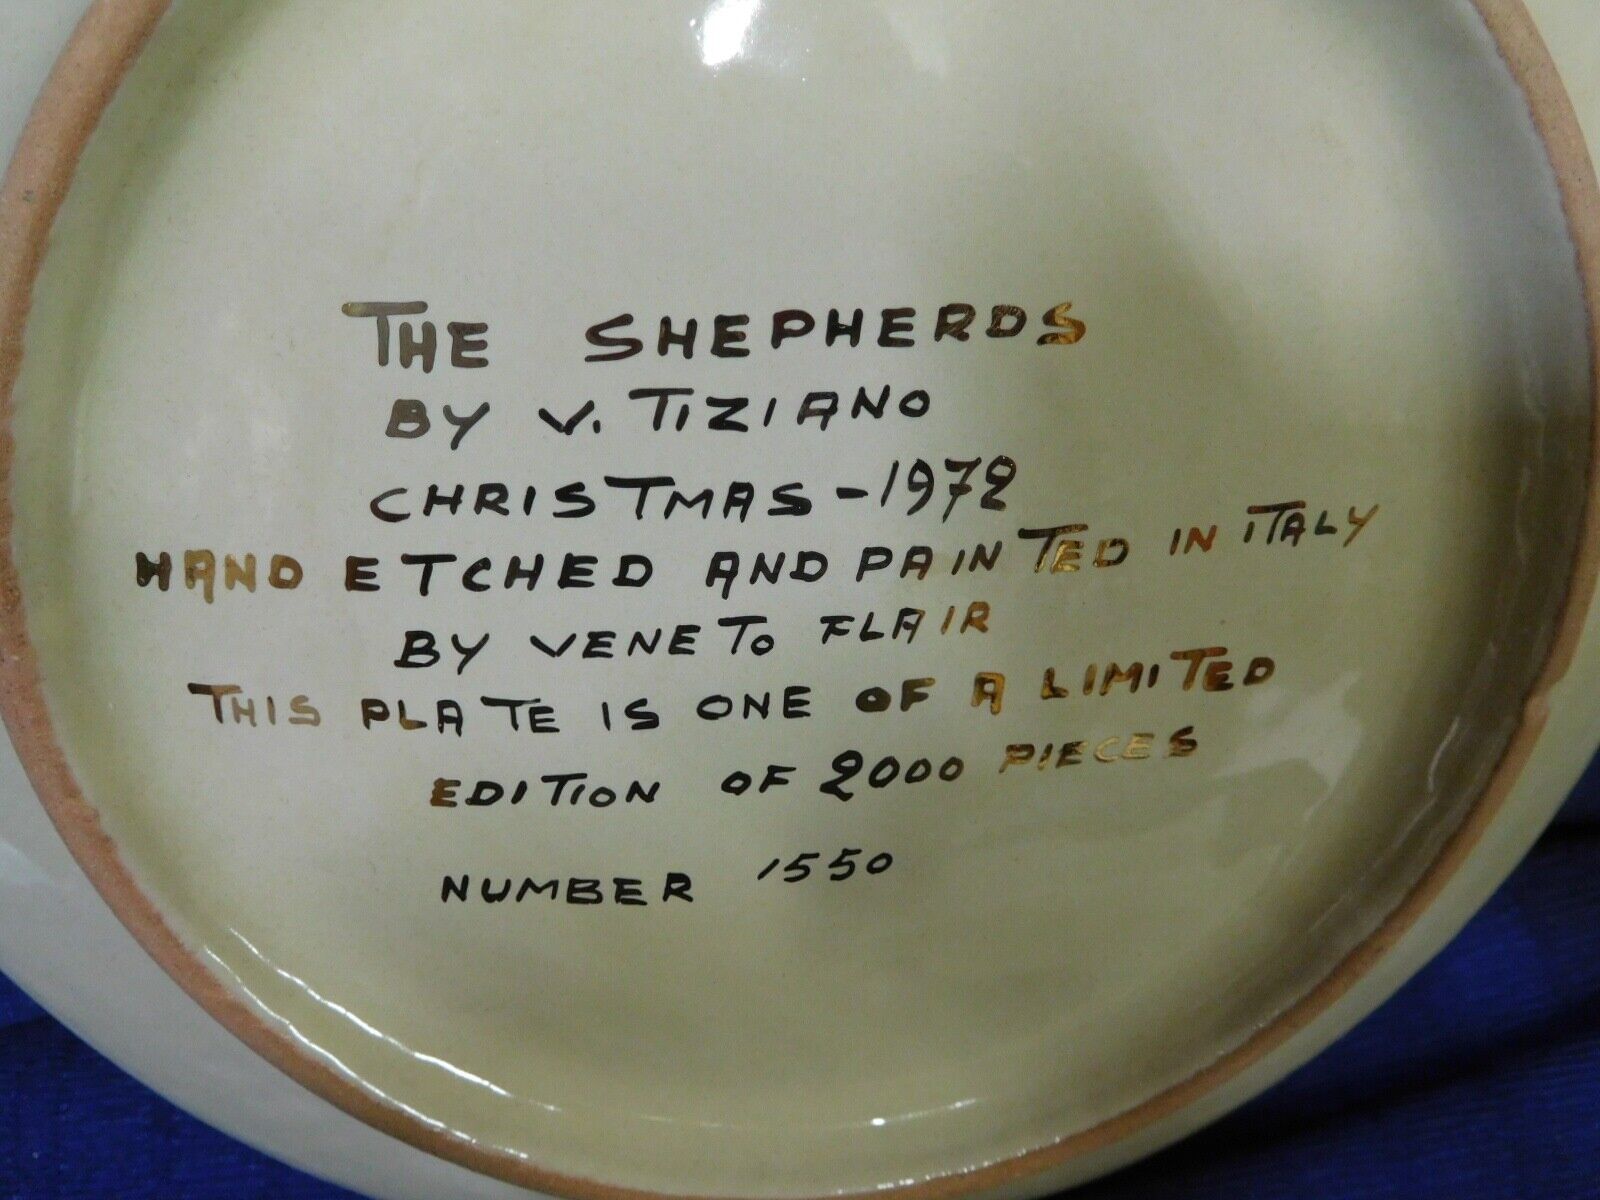 THE SHEPHERDS
BY V. TIZIANO
CHRISTMAS-1972
HAND ETCHED AND PAINTED IN ITALY
BY VENETO FLAIR
THIS PLATE IS ONE OF A LIMITED
EDITION OF 2000 PIECES
NUMBER 1550